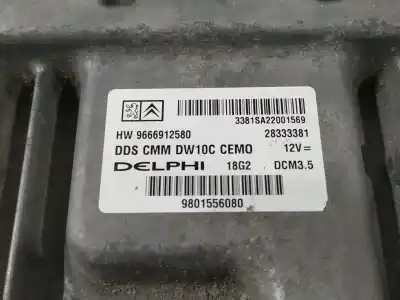 3381SA22001569
HW 9666912580 28333381
DDS CMM DW10C CEMO 12V=
DELPHI 18G2 DCM3.5
9801556080